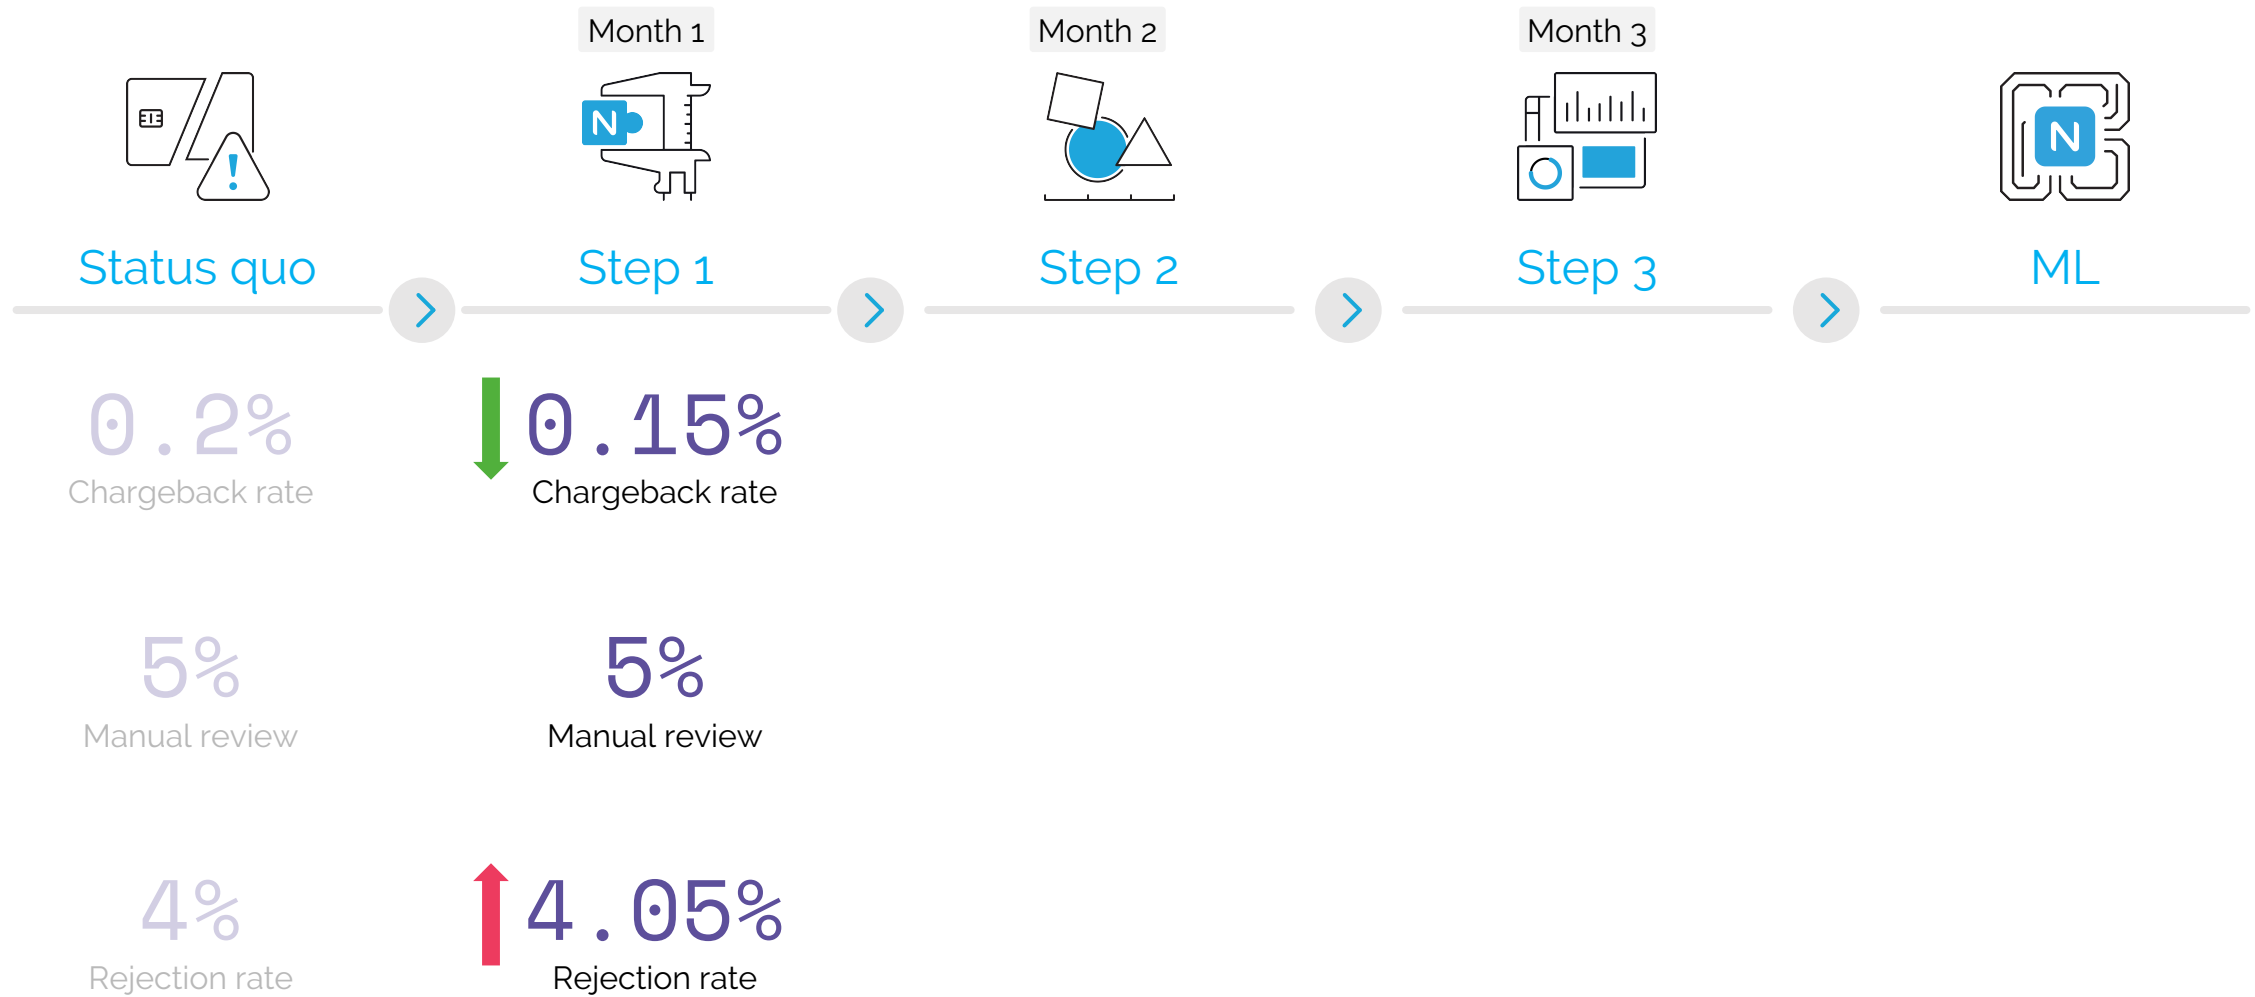 Month 1
Month 2
Month 3
N
N
Status quo
Step 1
Step 2
Step 3
ML
0.2%
Chargeback rate
0.15%
Chargeback rate
5%
Manual review
5%
Manual review
4%
Rejection rate
4.05%
Rejection rate